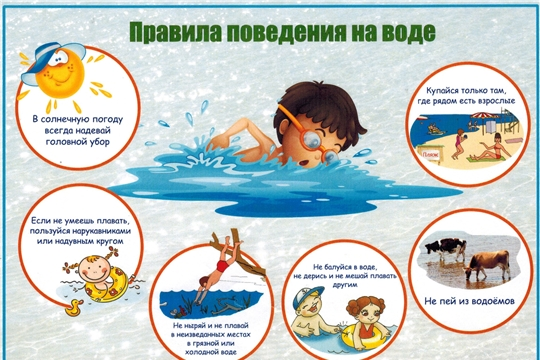 Правила поведения на воде
В солнечную погоду
всегда надевай
головной убор
Купайся только там,
где рядом есть взрослые
Пляж
Если не умеешь плавать,
пользуйся нарукавниками
или надувным кругом
Не ныряй и не плавай
в неизведанных местах
в грязной или
холодной воде
Не балуйся в воде,
не дерись и не мешай плавать
другим
Не пей из водоёмов